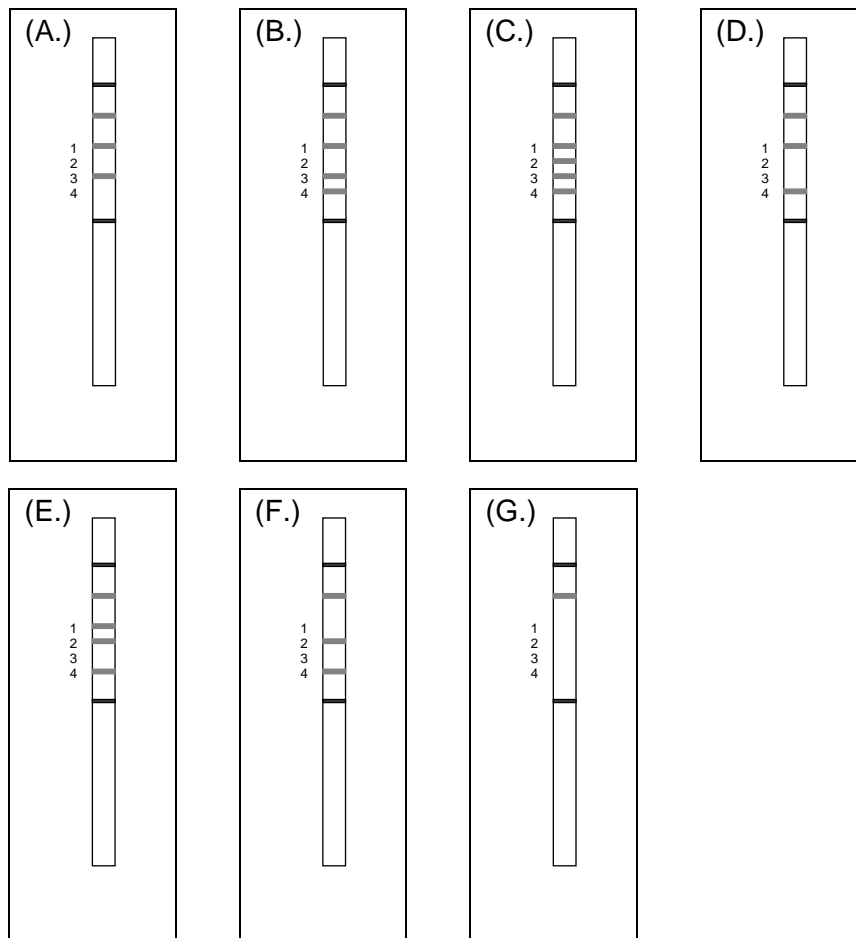 (A.) (B.) (C.) (D.)
1 1 1 1
2 2 2 2
3 3 3 3
4 4 4 4
(E.) (F.) (G.)
1 1 1
2 2 2
3 3 3
4 4 4